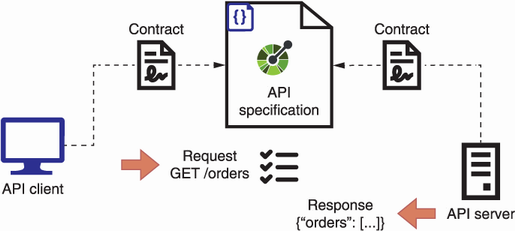 {}
Contract
Contract
API
specification
API client
Request
GET /orders
Response
{“orders”: [...]}
API server